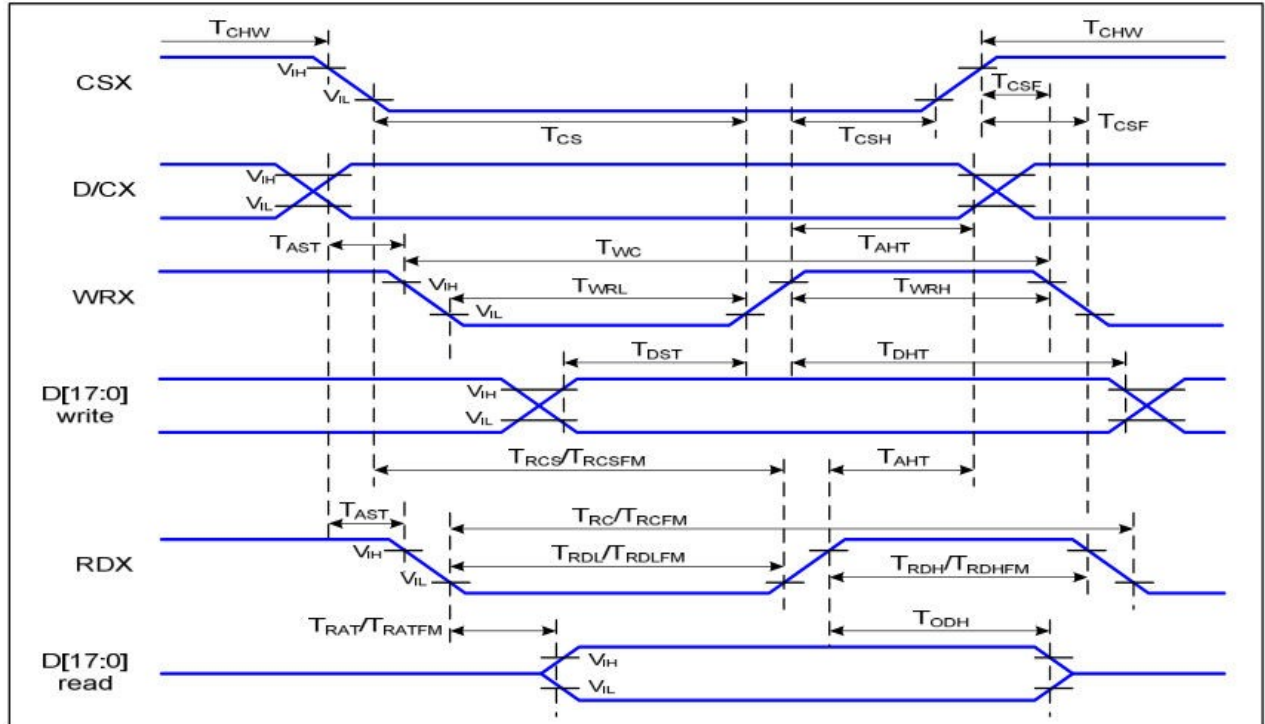 TCHW TCHW
CSX VIH TCSF
VIL TCSF
TCS TCSH
D/CX VIH
VIL
TAST TWC TAHT
WRX VIH TWRL TWRH
VIL
TDST TDHT
D[17:0] VIH
write VIL
TRCS/TRCSFM TAHT
TAST TRC/TRCFM
RDX VIH TRDL/TRDLFM TRDH/TRDHFM
VIL
TRAT/TRATFM TODH
D[17:0] VIH
read VIL